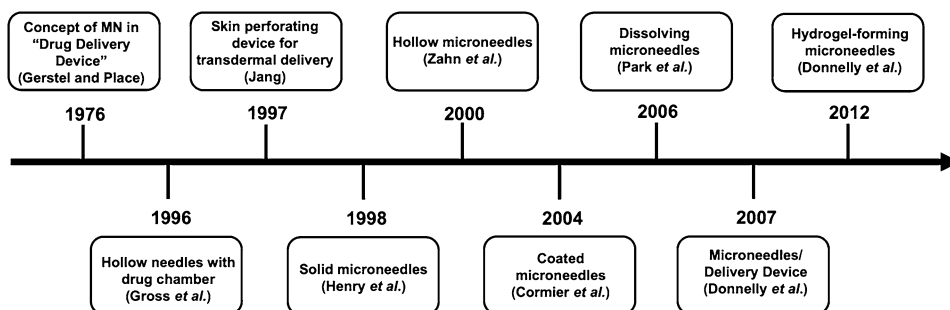 Concept of MN in
“Drug Delivery
Device”
(Gerstel and Place)
1976
Skin perforating
device for
transdermal delivery
(Jang)
1997
Hollow microneedles
(Zahn et al.)
2000
Dissolving
microneedles
(Park et al.)
2006
Hydrogel-forming
microneedles
(Donnelly et al.)
2012
1996
Hollow needles with
drug chamber
(Gross et al.)
1998
Solid microneedles
(Henry et al.)
2004
Coated
microneedles
(Cormier et al.)
2007
Microneedles/
Delivery Device
(Donnelly et al.)